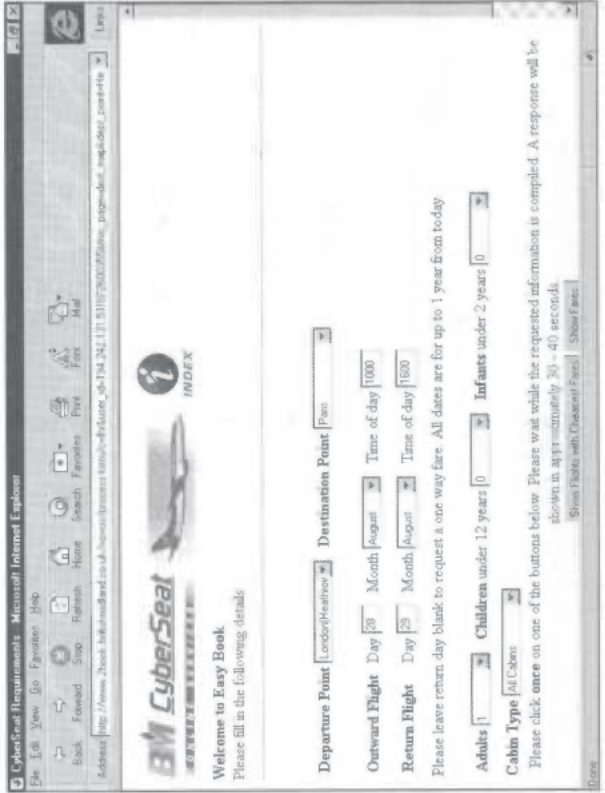 CyberSeat Requirements Microsoft Internet Explorer
File Edit View Go Favorites Help
Back Forward Stop Refresh Home Search Favorites Print Font Mail
Address Links
BM CyberSeat
INDEX
Welcome to Easy Book
Please fill in the following details
Departure Point London(Heathrow Destination Point Paris
Outward Flight Day 28 Month August Time of day 1000
Return Flight Day 29 Month August Time of day 1600
Please leave return day blank to request a one way fare. All dates are for up to 1 year from today
Adults 1 Children under 12 years 0 Infants under 2 years 0
Cabin Type All Cabins
Please click once on one of the buttons below. Please wait while the requested information is compiled. A response will be
shown in approximately 30 - 40 seconds
Show Flights with Cheapest Fares Show Fares
Done